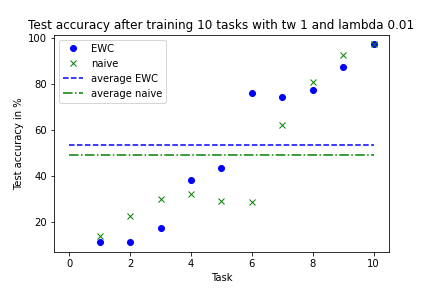 Test accuracy after training 10 tasks with tw 1 and lambda 0.01
100
80
60
40
20
Test accuracy in %
EWC
naive
average EWC
average naive
0 2 4 6 8 10
Task